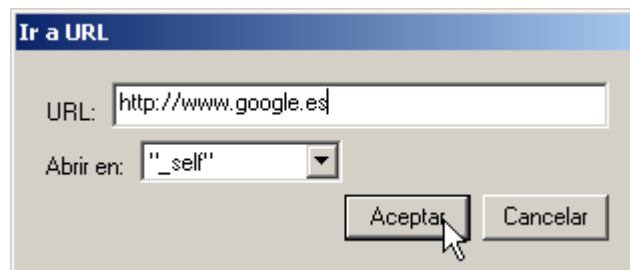 Ir a URL
URL: http://www.google.es
Abrir en: "_self"
Aceptar Cancelar